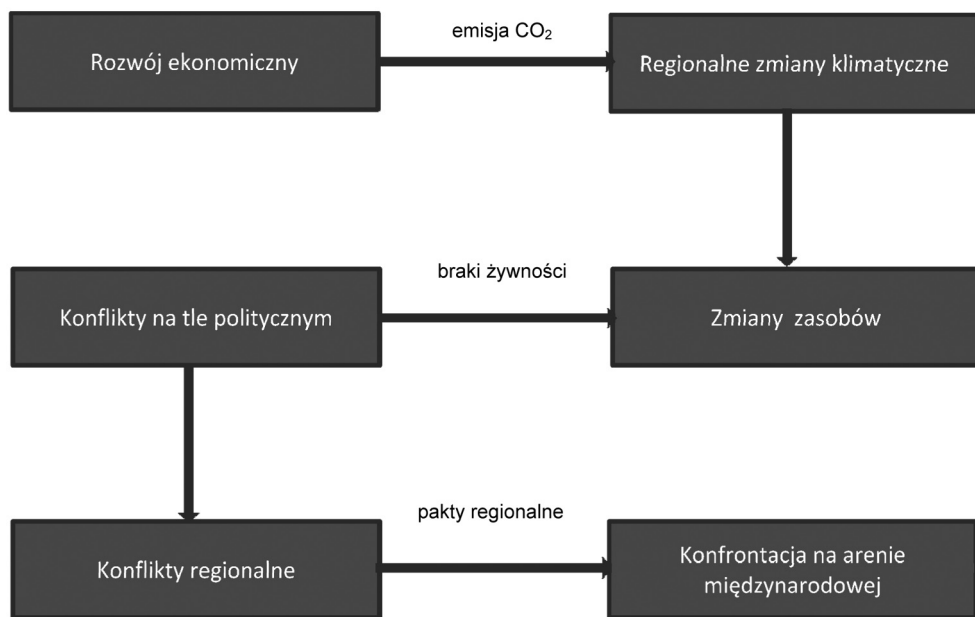 emisja CO₂
Rozwój ekonomiczny
Regionalne zmiany klimatyczne
braki żywności
Konflikty na tle politycznym
Zmiany zasobów
pakty regionalne
Konflikty regionalne
Konfrontacja na arenie
międzynarodowej